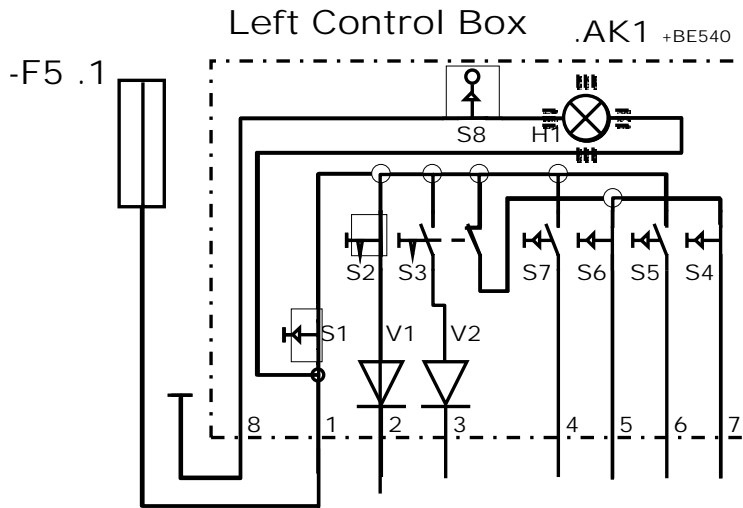 Left Control Box .AK1 +BE540
-F5 .1
S8 H1
S2 S3 S7 S6 S5 S4
S1 V1 V2
8 1 2 3 4 5 6 7